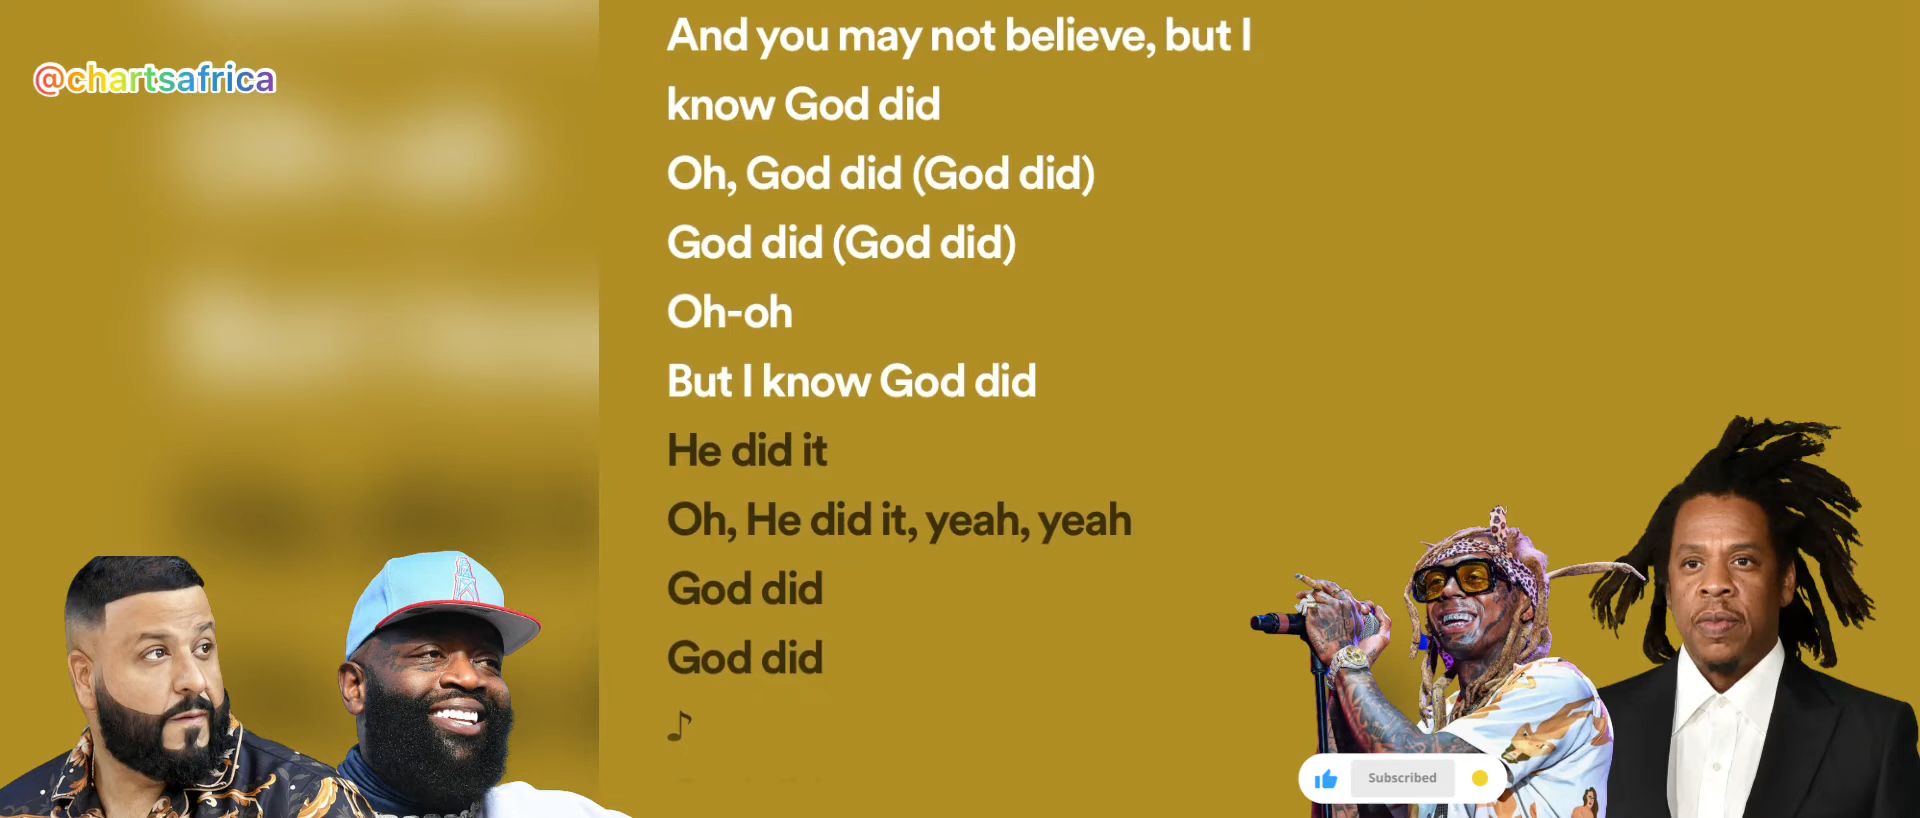 @chartsafrica
And you may not believe, but I
know God did
Oh, God did (God did)
God did (God did)
Oh-oh
But I know God did
He did it
Oh, He did it, yeah, yeah
God did
God did
♪
Subscribed